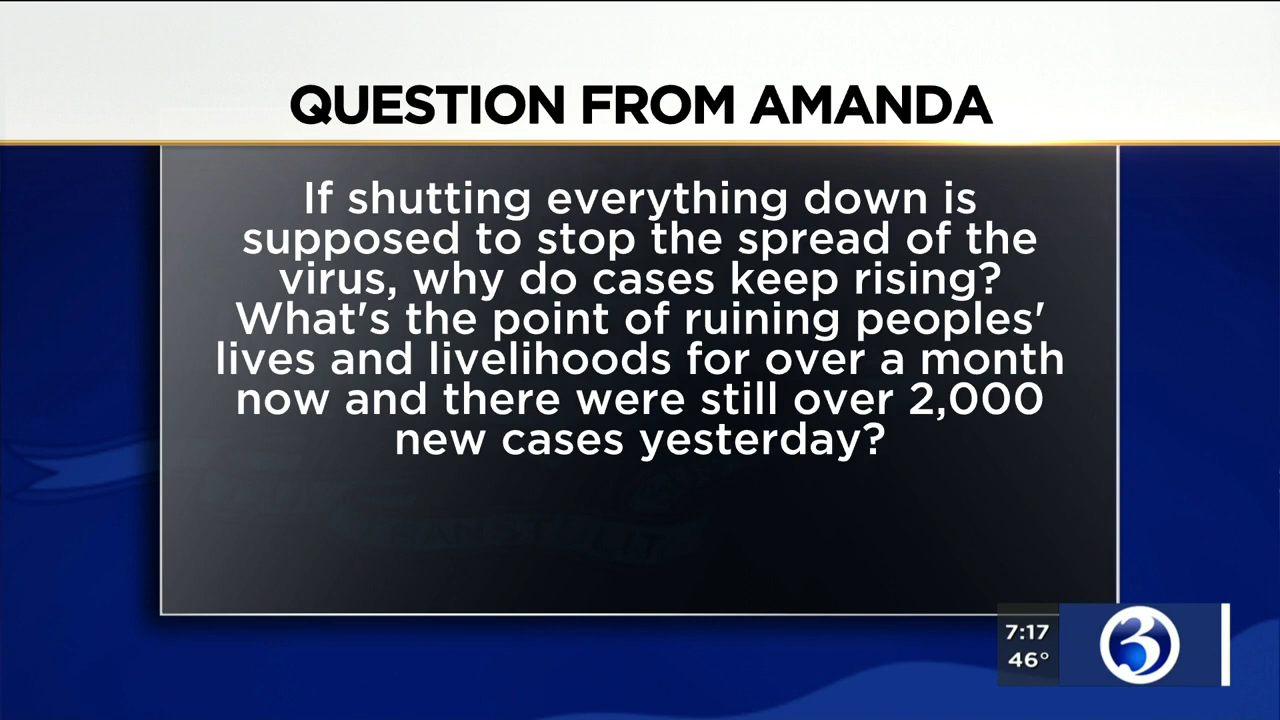 QUESTION FROM AMANDA
If shutting everything down is
supposed to stop the spread of the
virus, why do cases keep rising?
What's the point of ruining peoples'
lives and livelihoods for over a month
now and there were still over 2,000
new cases yesterday?
7:17
46°
3